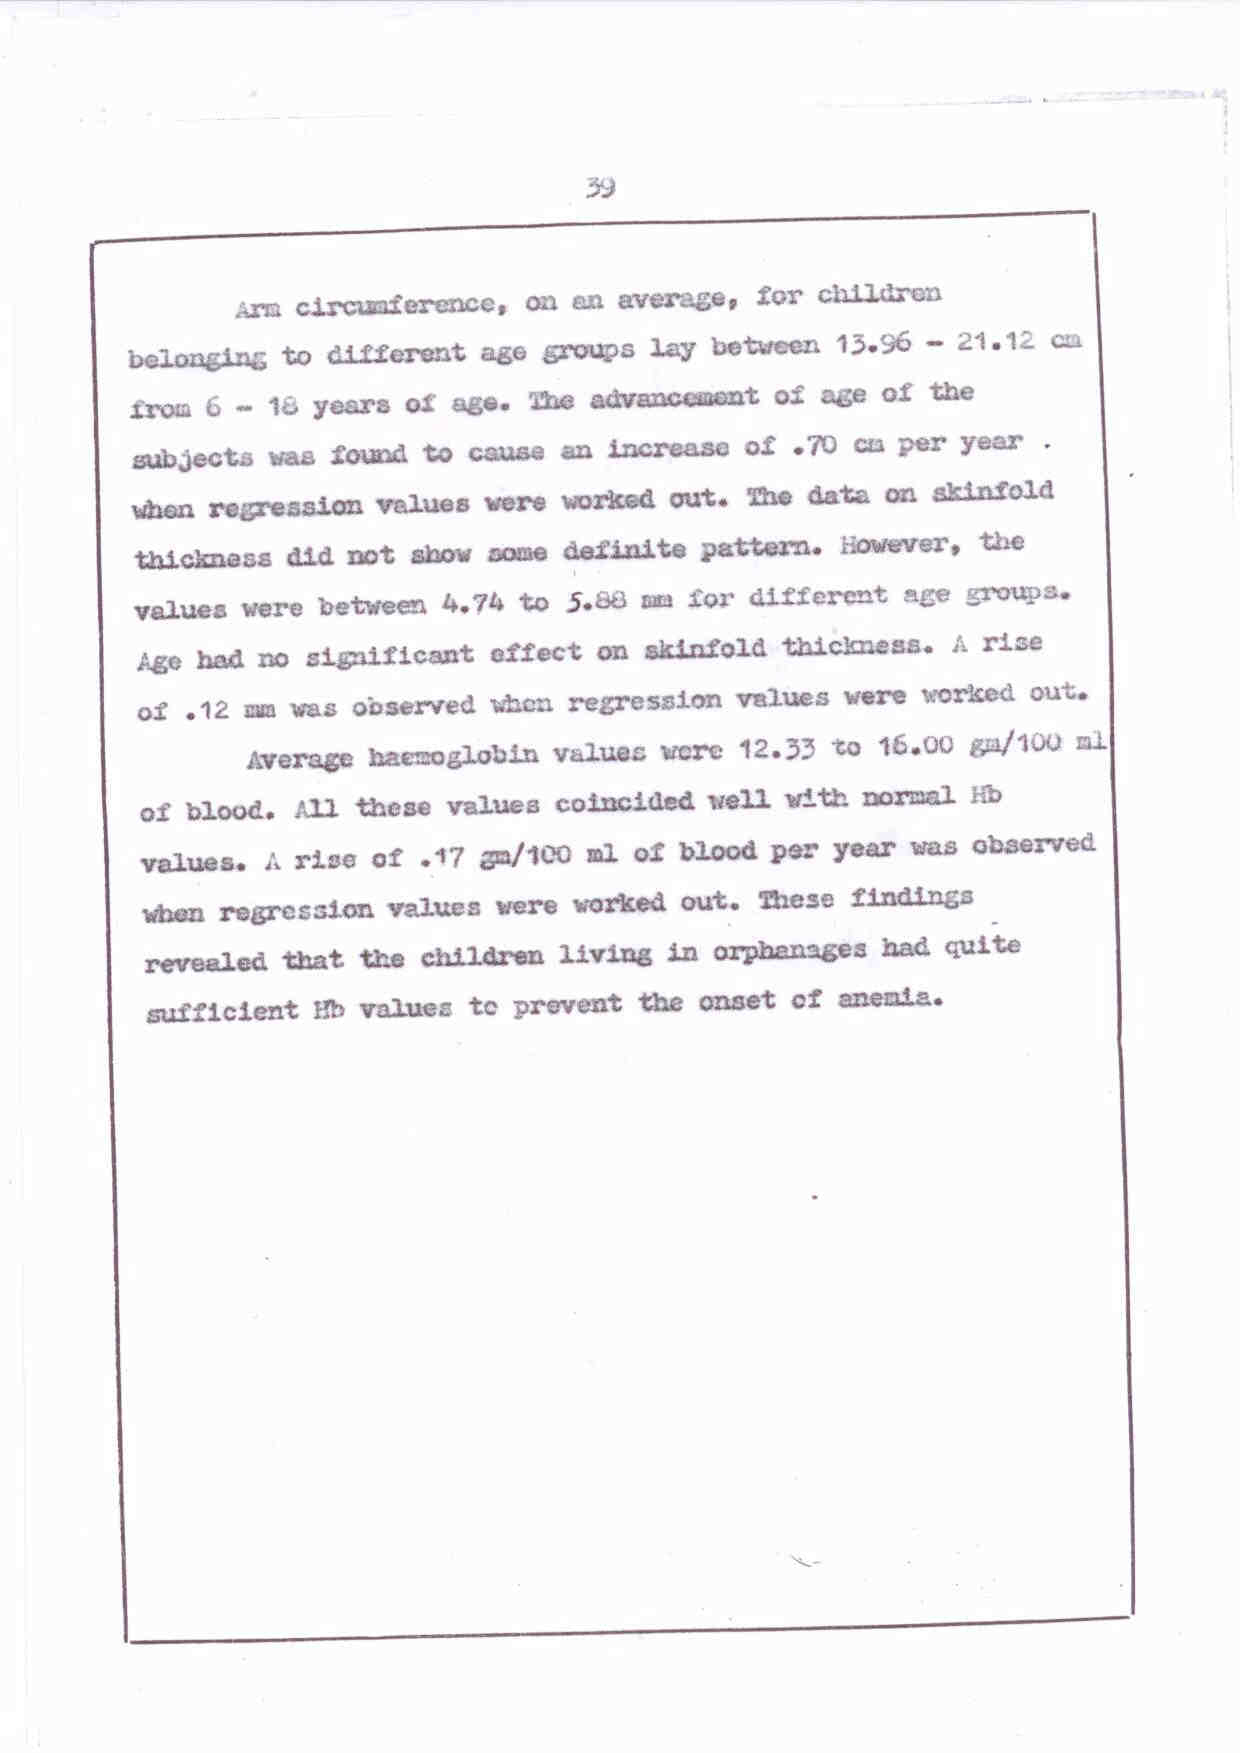 39
Arm circumference, on an average, for children
belonging to different age groups lay between 13.96 - 21.12 cm
from 6 - 18 years of age. The advancement of age of the
subjects was found to cause an increase of .70 cm per year .
when regression values were worked out. The data on skinfold
thickness did not show some definite pattern. However, the
values were between 4.74 to 5.88 mm for different age groups.
Age had no significant effect on skinfold thickness. A rise
of .12 mm was observed when regression values were worked out.
Average haemoglobin values were 12.33 to 16.00 gm/100 ml
of blood. All these values coincided well with normal Hb
values. A rise of .17 gm/100 ml of blood per year was observed
when regression values were worked out. These findings
revealed that the children living in orphanages had quite
sufficient Hb values to prevent the onset of anemia.